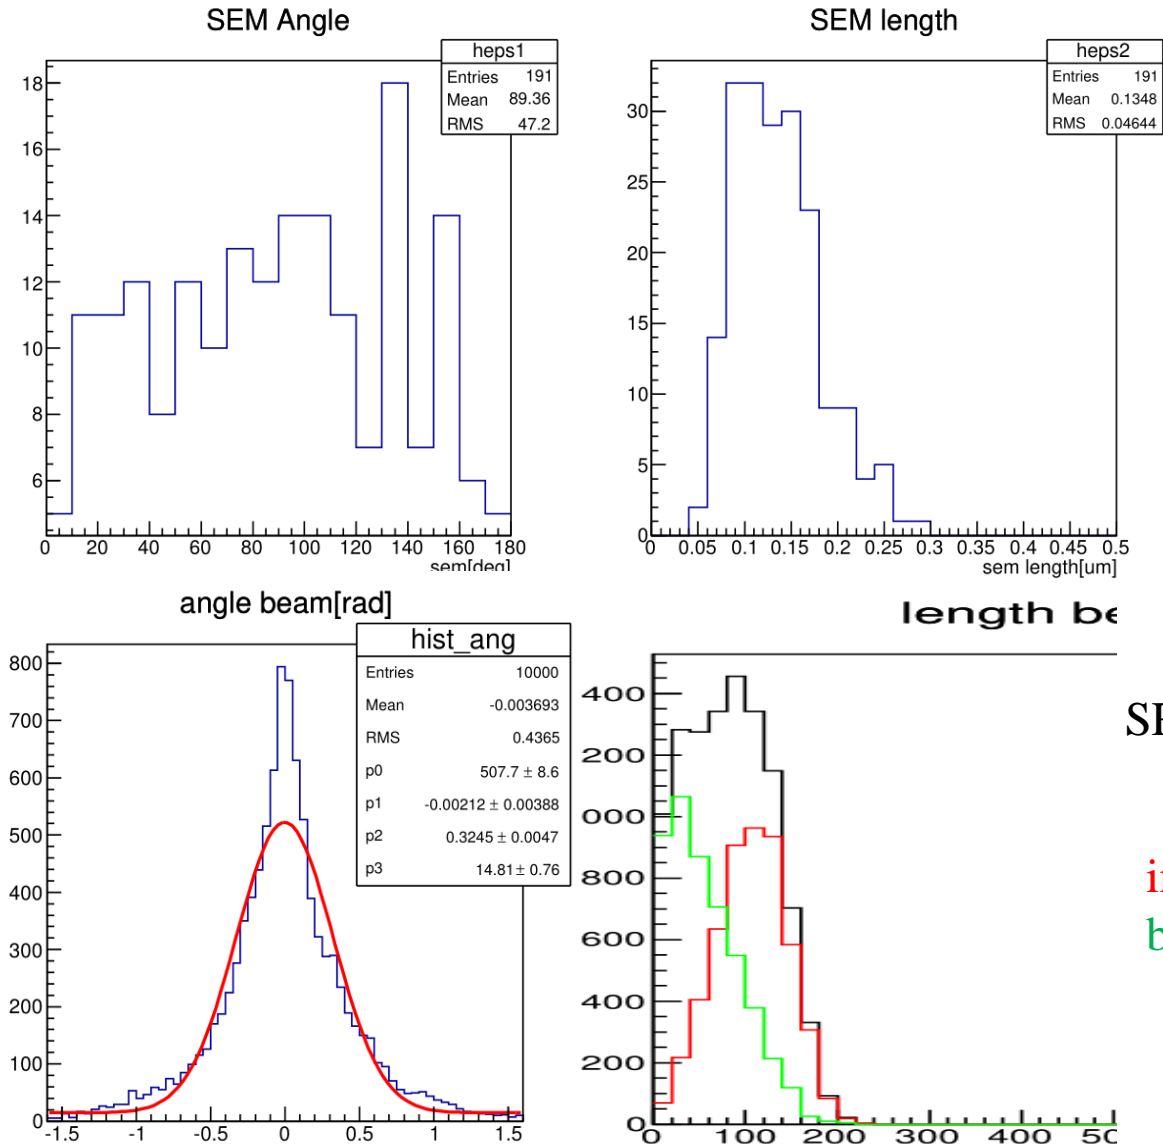 SEM Angle
heps1
Entries 191
Mean 89.36
RMS 47.2
18
16
14
12
10
8
6
0 20 40 60 80 100 120 140 160 180
sem[deg]
SEM length
heps2
Entries 191
Mean 0.1348
RMS 0.04644
30
25
20
15
10
5
0
0 0.05 0.1 0.15 0.2 0.25 0.3 0.35 0.4 0.45 0.5
sem length[um]
angle beam[rad]
hist_ang
Entries 10000
Mean -0.003693
RMS 0.4365
p0 507.7 ± 8.6
p1 -0.00212 ± 0.00388
p2 0.3245 ± 0.0047
p3 14.81 ± 0.76
800
700
600
500
400
300
200
100
0
-1.5 -1 -0.5 0 0.5 1 1.5
length be
400
200
000
800
600
400
200
0
0 100 200 300 400 50